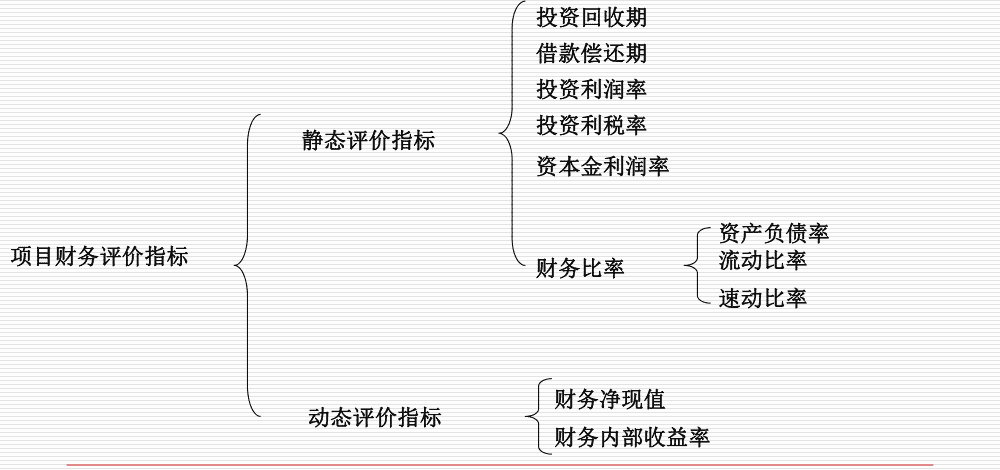 投资回收期
借款偿还期
投资利润率
投资利税率
静态评价指标
资本金利润率
资产负债率
项目财务评价指标
流动比率
财务比率
速动比率
财务净现值
动态评价指标
财务内部收益率